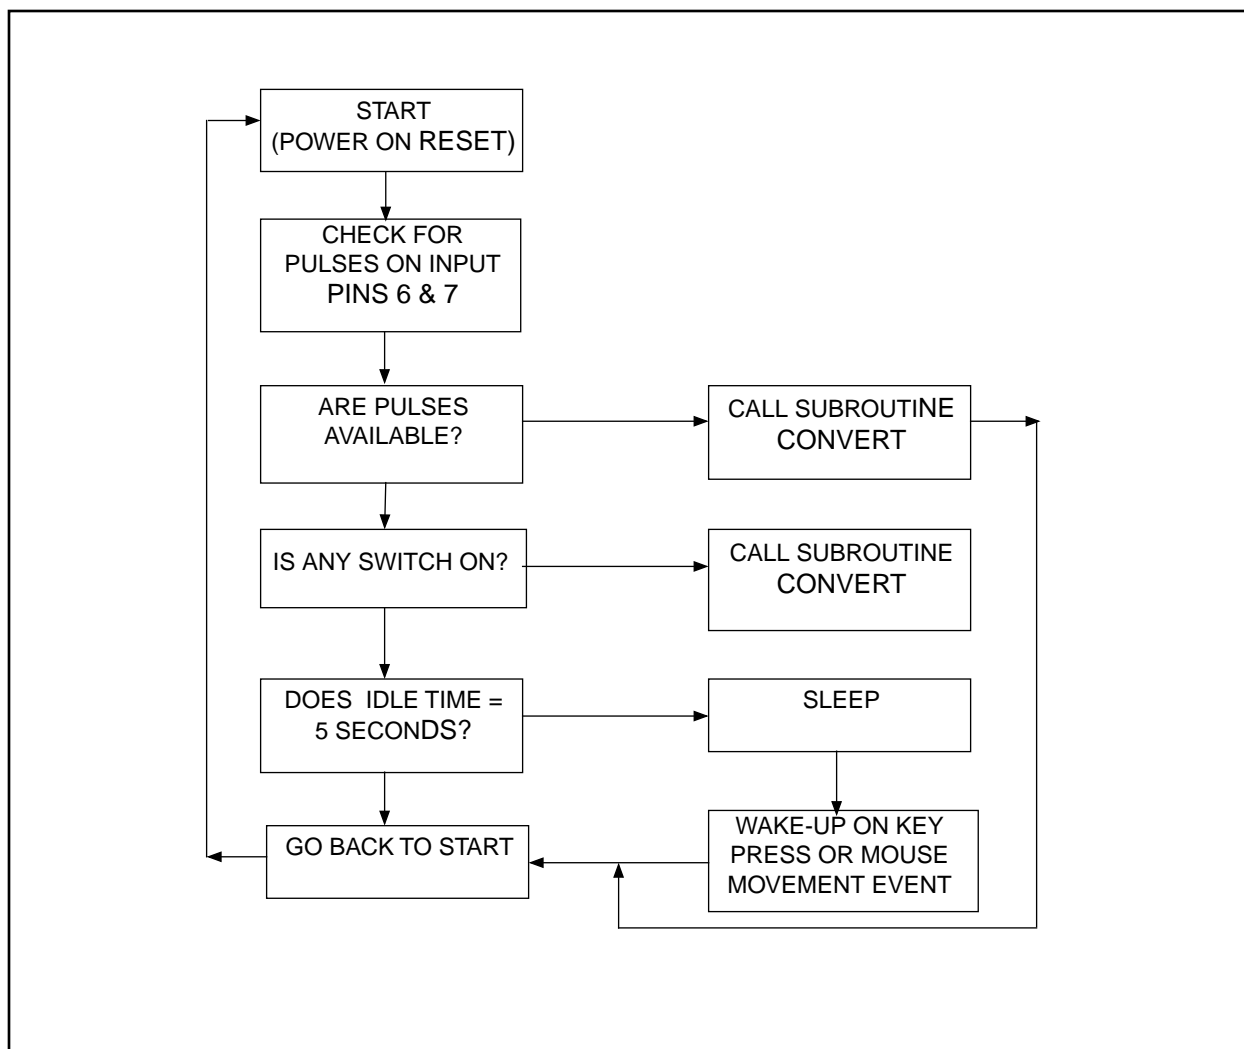 START
(POWER ON RESET)
CHECK FOR
PULSES ON INPUT
PINS 6 & 7
ARE PULSES
AVAILABLE?
CALL SUBROUTINE
CONVERT
IS ANY SWITCH ON?
CALL SUBROUTINE
CONVERT
DOES IDLE TIME =
5 SECONDS?
SLEEP
GO BACK TO START
WAKE-UP ON KEY
PRESS OR MOUSE
MOVEMENT EVENT